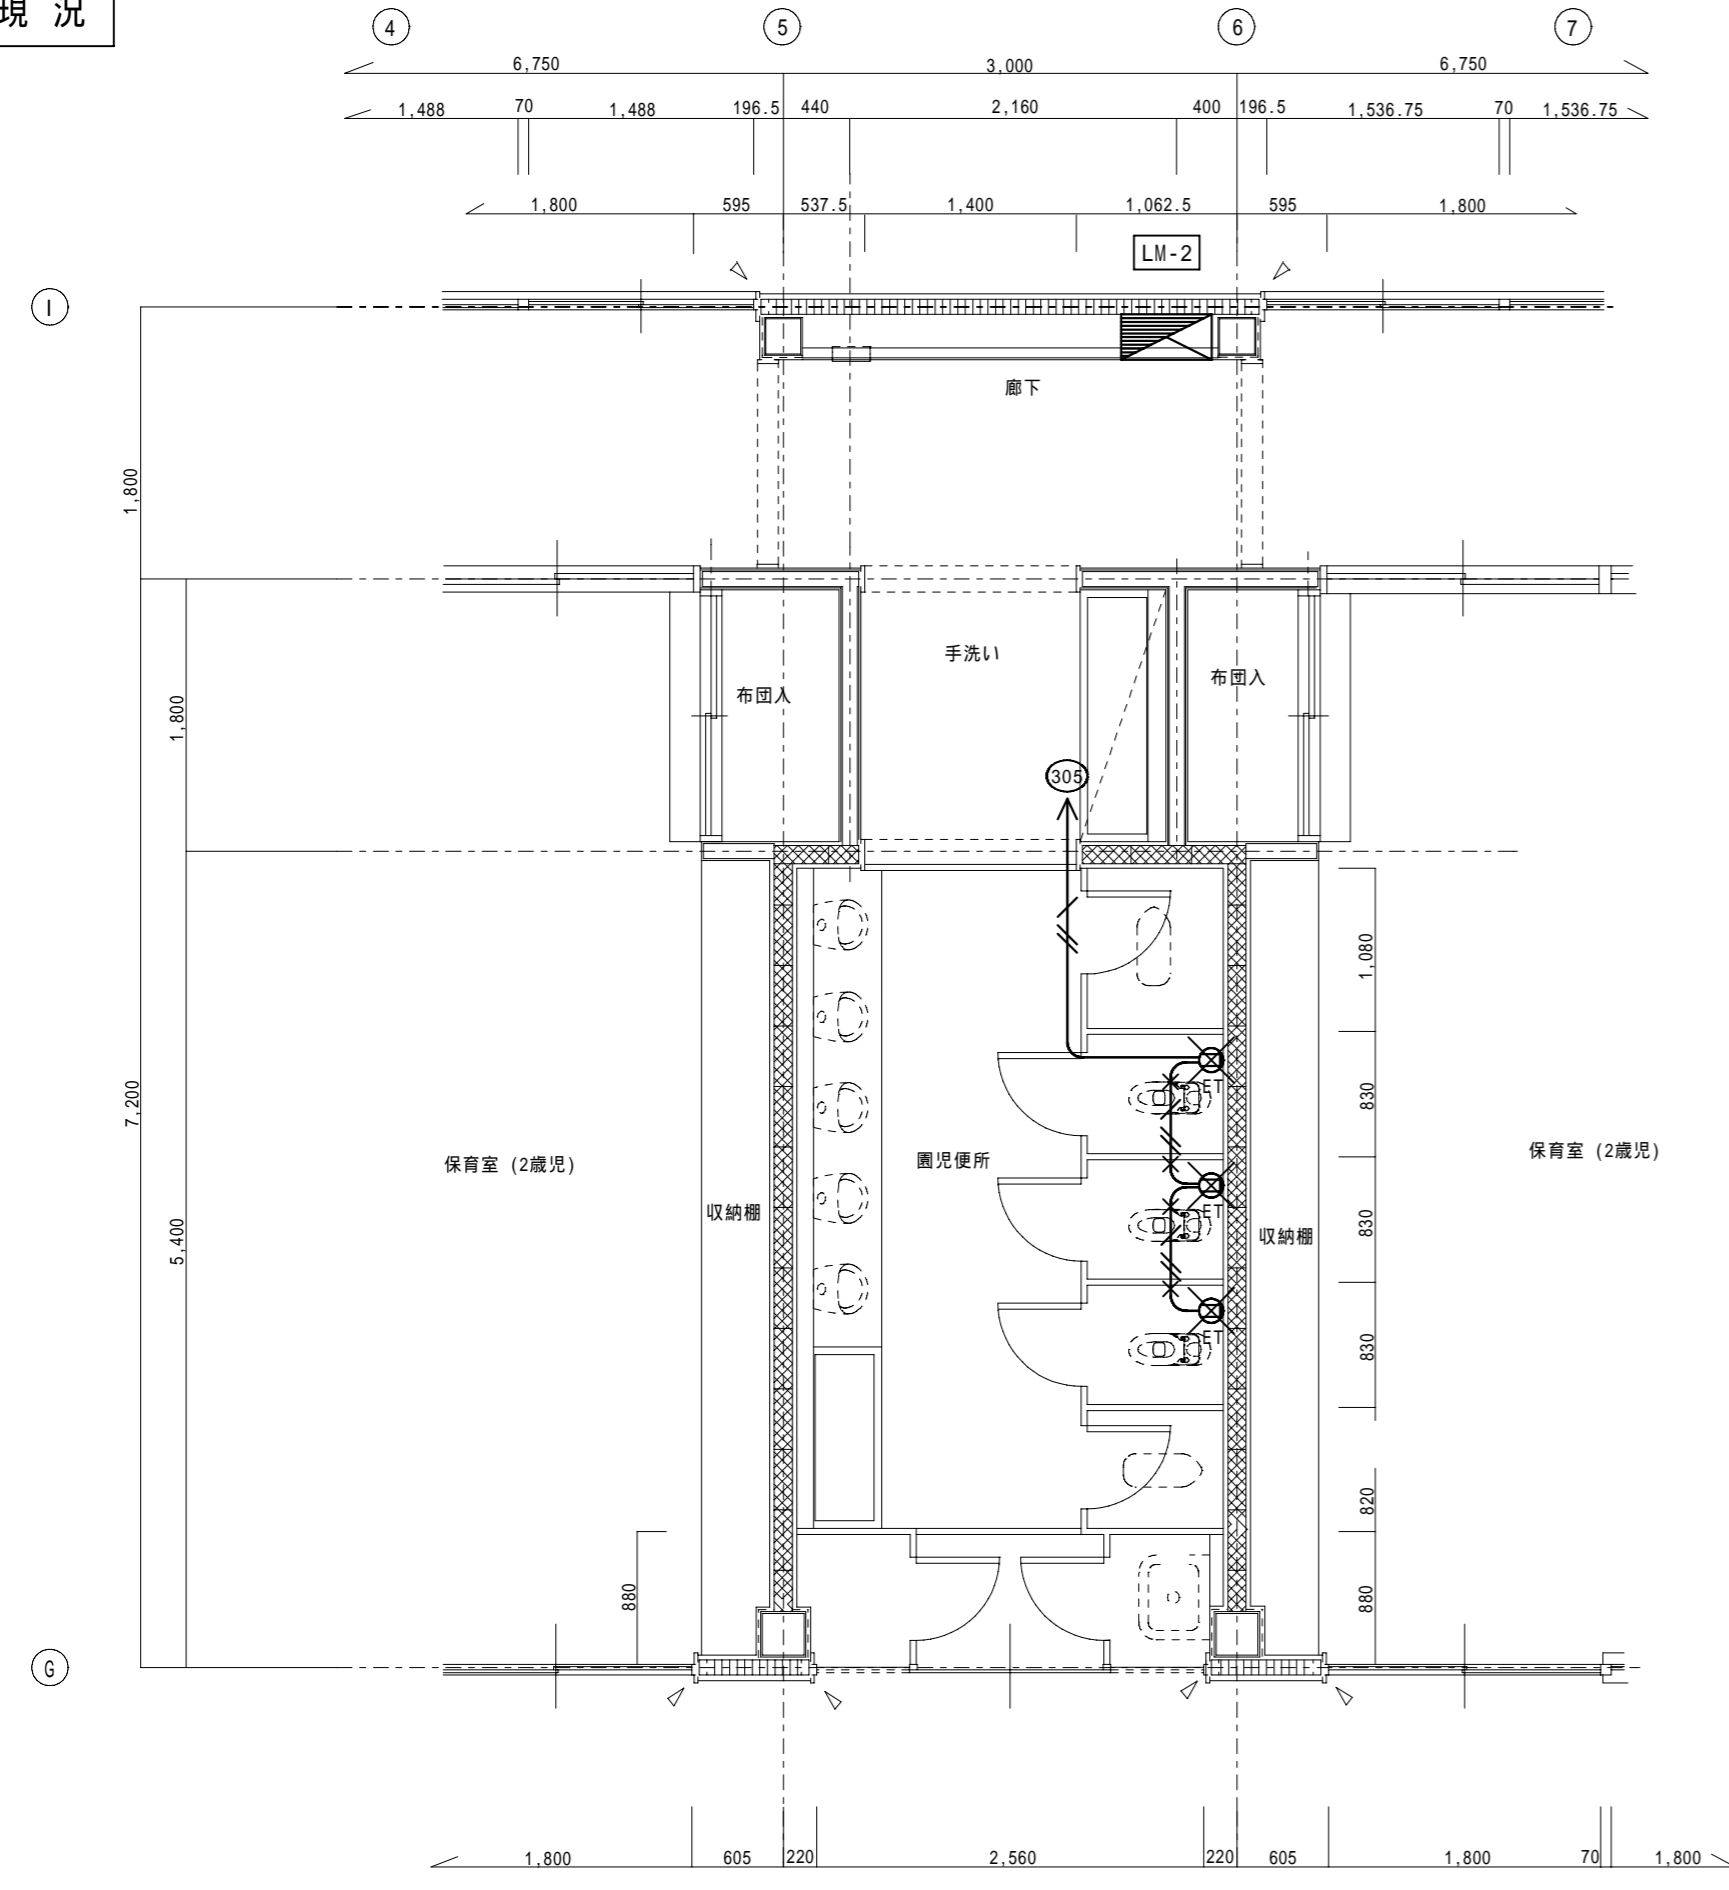 現 況
4 5 6 7
6,750 3,000 6,750
1,488 70 1,488 196.5 440 2,160 400 196.5 1,536.75 70 1,536.75
1,800 595 537.5 1,400 1,062.5 595 1,800
LM-2
I
廊下
1,800
手洗い
布団入
布団入
1,800
305
1,080
ET
830
7,200
保育室 (2歳児)
園児便所
保育室 (2歳児)
収納棚
ET
収納棚
830
5,400
ET
830
820
880
880
G
1,800 605 220 2,560 220 605 1,800 70 1,800